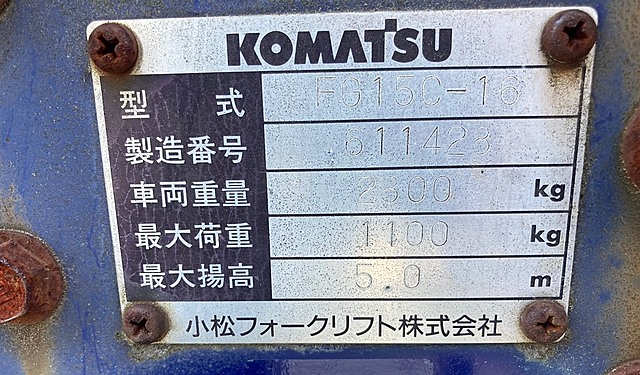 KOMATSU
型式 FG15C-16
製造番号 611423
車両重量 2300 kg
最大荷重 1100 kg
最大揚高 5.0 m
小松フォークリフト株式会社